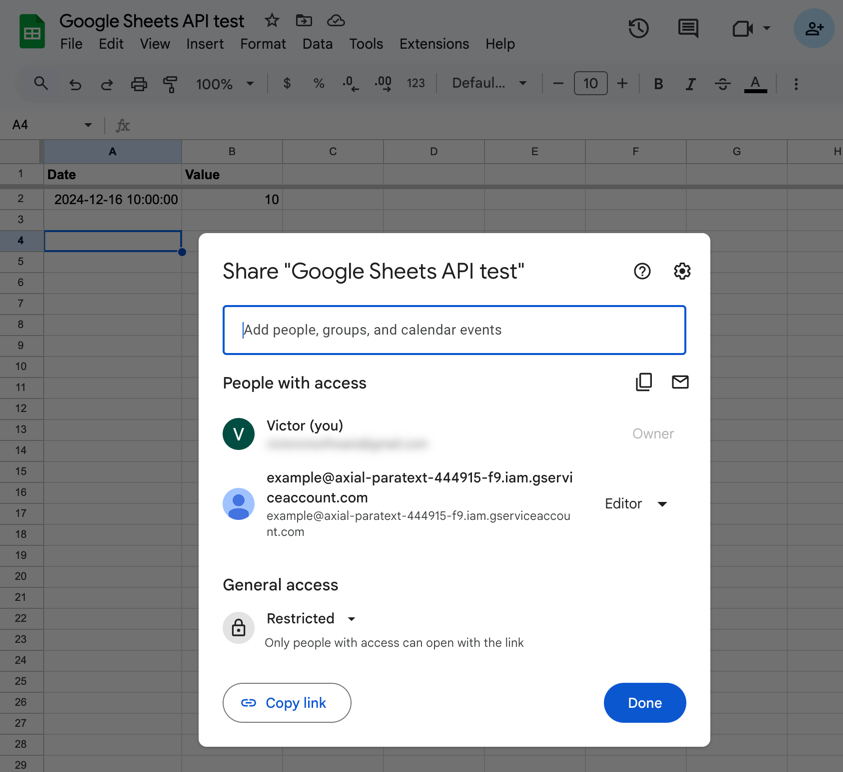 Google Sheets API test
File Edit View Insert Format Data Tools Extensions Help
100% $ % .0 .00 123 Defaul... − 10 + B I S A
A4 fx
A B C D E F G H
1 Date Value
2 2024-12-16 10:00:00 10
3
4
5
6
7
8
9
10
11
12
13
14
15
16
17
18
19
20
21
22
23
24
25
26
27
28
29
Share "Google Sheets API test"
Add people, groups, and calendar events
People with access
V Victor (you)
Owner
example@axial-paratext-444915-f9.iam.gservi
ceaccount.com
Editor
example@axial-paratext-444915-f9.iam.gserviceaccou
nt.com
General access
Restricted
Only people with access can open with the link
Copy link Done